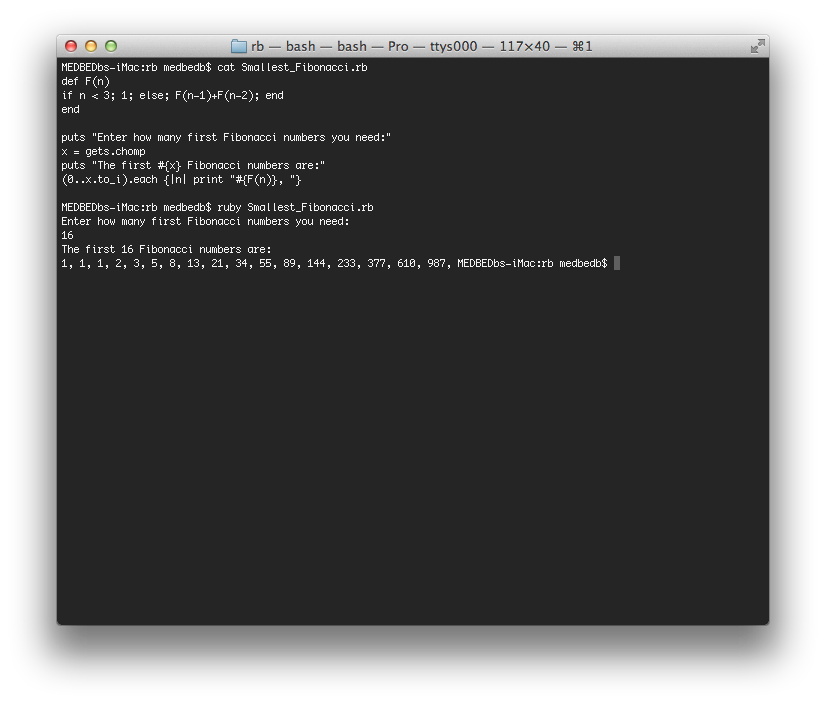 rb — bash — bash — Pro — ttys000 — 117×40 — ⌘1
MEDBEDbs-iMac:rb medbedb$ cat Smallest_Fibonacci.rb
def F(n)
if n < 3; 1; else; F(n-1)+F(n-2); end
end
puts "Enter how many first Fibonacci numbers you need:"
x = gets.chomp
puts "The first #{x} Fibonacci numbers are:"
(0..x.to_i).each {|n| print "#{F(n)}, "}
MEDBEDbs-iMac:rb medbedb$ ruby Smallest_Fibonacci.rb
Enter how many first Fibonacci numbers you need:
16
The first 16 Fibonacci numbers are:
1, 1, 1, 2, 3, 5, 8, 13, 21, 34, 55, 89, 144, 233, 377, 610, 987, MEDBEDbs-iMac:rb medbedb$